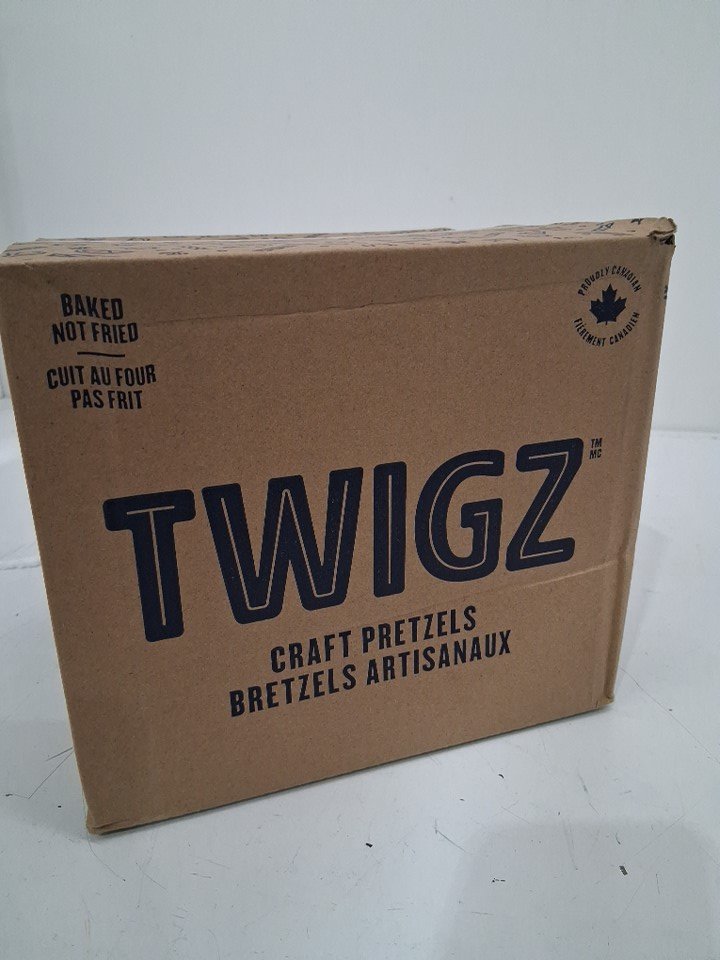 BAKED
NOT FRIED
CUIT AU FOUR
PAS FRIT
PROUDLY CANADIAN
FIÈREMENT CANADIEN
TWIGZ
TM
MC
CRAFT PRETZELS
BRETZELS ARTISANAUX